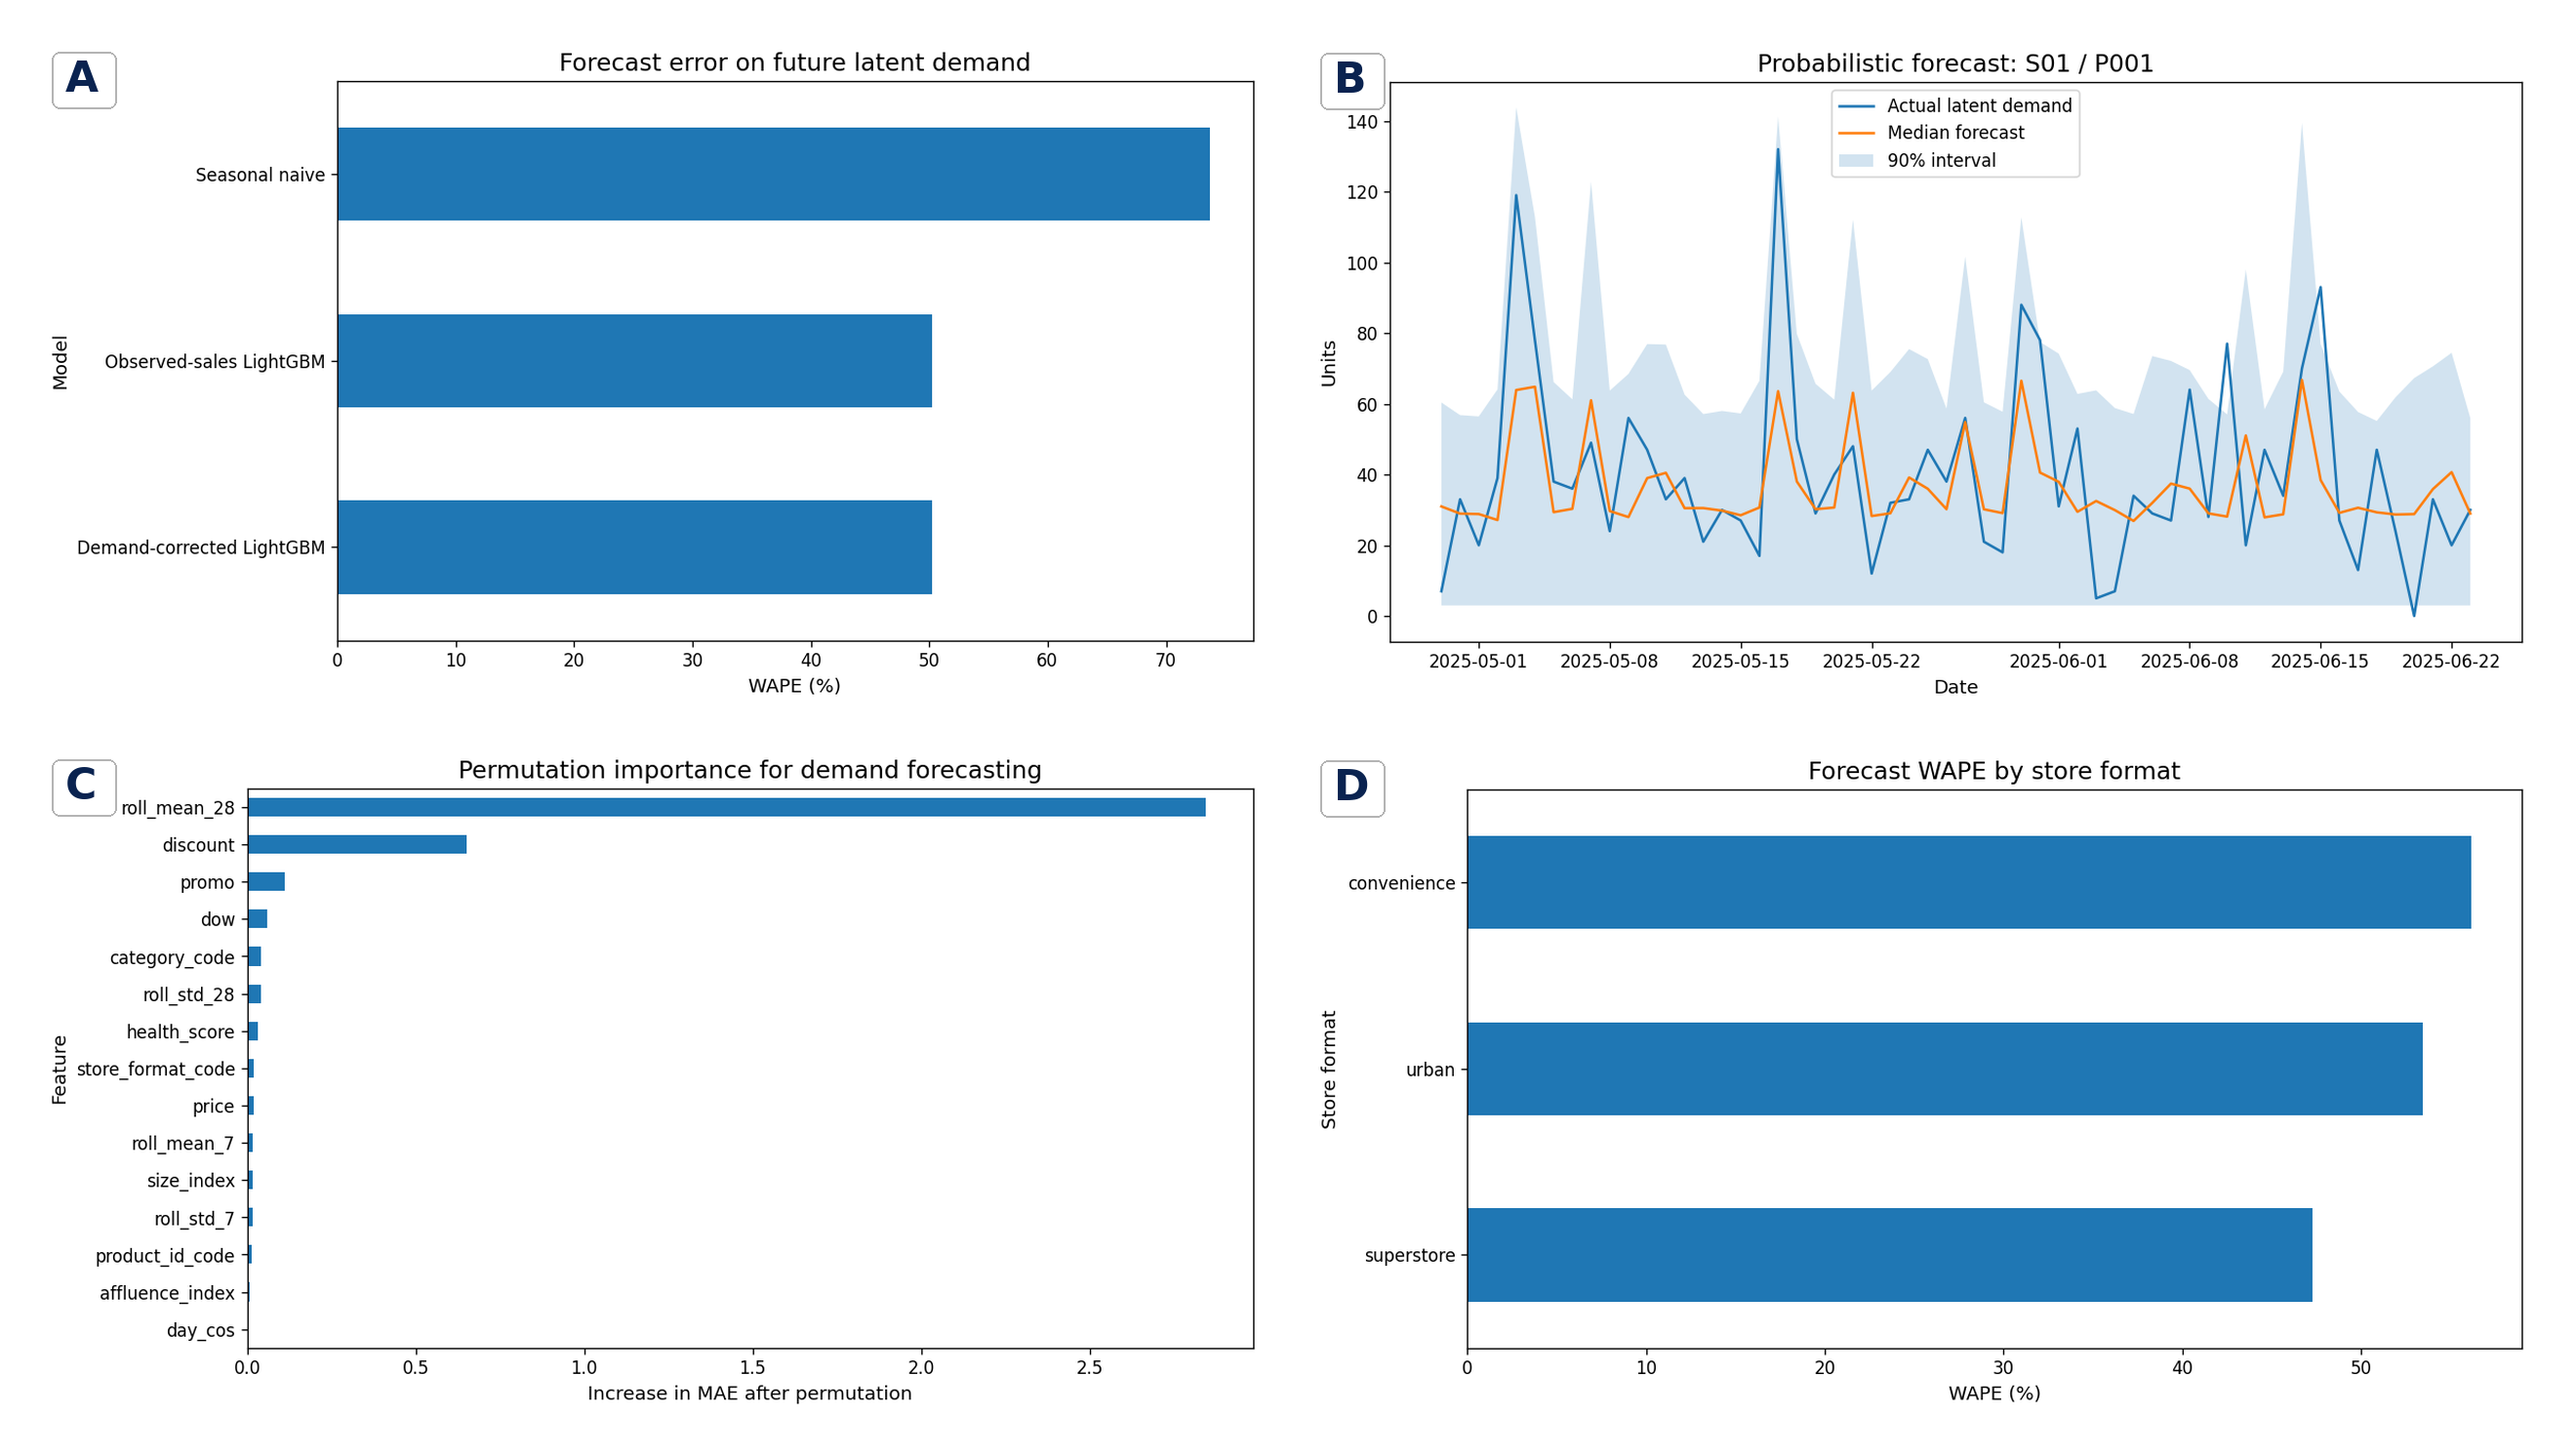 A
Forecast error on future latent demand
Model
Seasonal naive
Observed-sales LightGBM
Demand-corrected LightGBM
0 10 20 30 40 50 60 70
WAPE (%)
B
Probabilistic forecast: S01 / P001
Actual latent demand
Median forecast
90% interval
Units
140
120
100
80
60
40
20
0
2025-05-01 2025-05-08 2025-05-15 2025-05-22 2025-06-01 2025-06-08 2025-06-15 2025-06-22
Date
C
Permutation importance for demand forecasting
Feature
roll_mean_28
discount
promo
dow
category_code
roll_std_28
health_score
store_format_code
price
roll_mean_7
size_index
roll_std_7
product_id_code
affluence_index
day_cos
0.0 0.5 1.0 1.5 2.0 2.5
Increase in MAE after permutation
D
Forecast WAPE by store format
Store format
convenience
urban
superstore
0 10 20 30 40 50
WAPE (%)